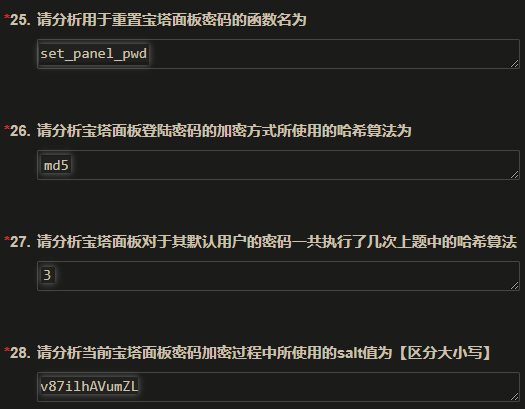 *25. 请分析用于重置宝塔面板密码的函数名为
set_panel_pwd
*26. 请分析宝塔面板登陆密码的加密方式所使用的哈希算法为
md5
*27. 请分析宝塔面板对于其默认用户的密码一共执行了几次上题中的哈希算法
3
*28. 请分析当前宝塔面板密码加密过程中所使用的salt值为【区分大小写】
v87ilhAVumZL